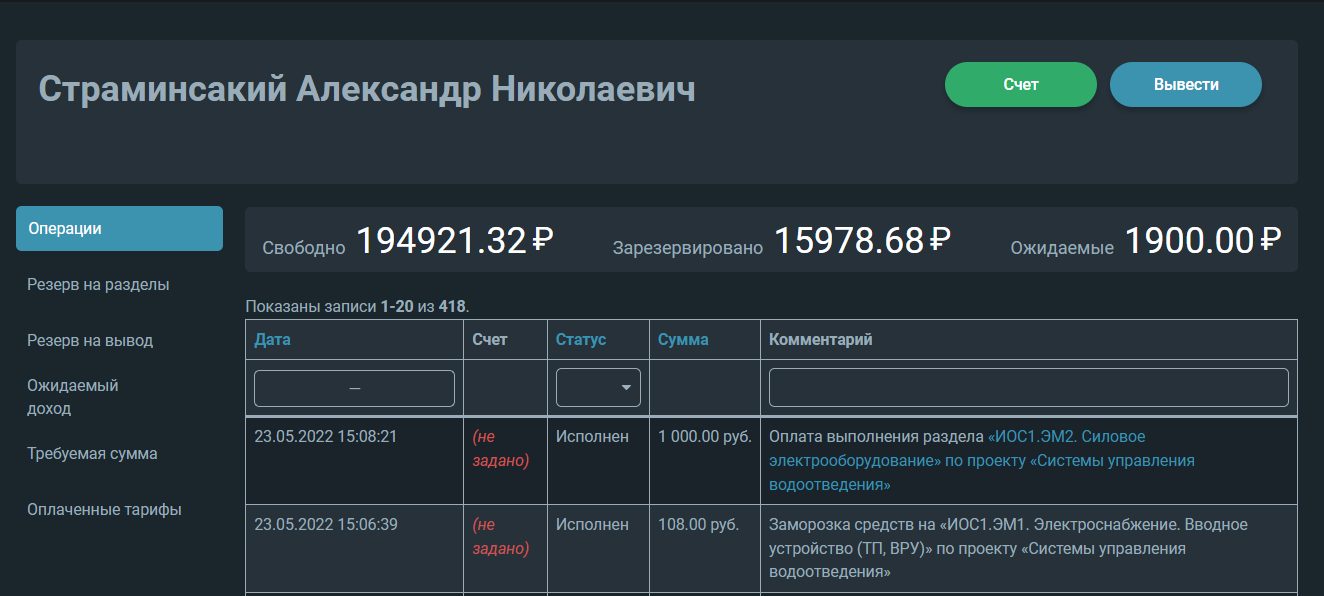 Страминсакий Александр Николаевич
Счет
Вывести
Операции
Резерв на разделы
Резерв на вывод
Ожидаемый
доход
Требуемая сумма
Оплаченные тарифы
Свободно 194921.32 ₽
Зарезервировано 15978.68 ₽
Ожидаемые 1900.00 ₽
Показаны записи 1-20 из 418.
Дата Счет Статус Сумма Комментарий
—
23.05.2022 15:08:21
(не
задано)
Исполнен
1 000.00 руб.
Оплата выполнения раздела «ИОС1.ЭМ2. Силовое
электрооборудование» по проекту «Системы управления
водоотведения»
23.05.2022 15:06:39
(не
задано)
Исполнен
108.00 руб.
Заморозка средств на «ИОС1.ЭМ1. Электроснабжение. Вводное
устройство (ТП, ВРУ)» по проекту «Системы управления
водоотведения»